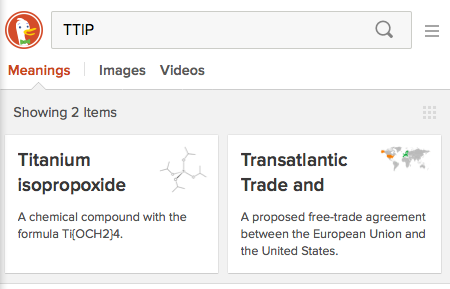 TTIP
Meanings Images Videos
Showing 2 Items
Titanium
isopropoxide
A chemical compound with the
formula Ti{OCH2}4.
Transatlantic
Trade and
A proposed free-trade agreement
between the European Union and
the United States.